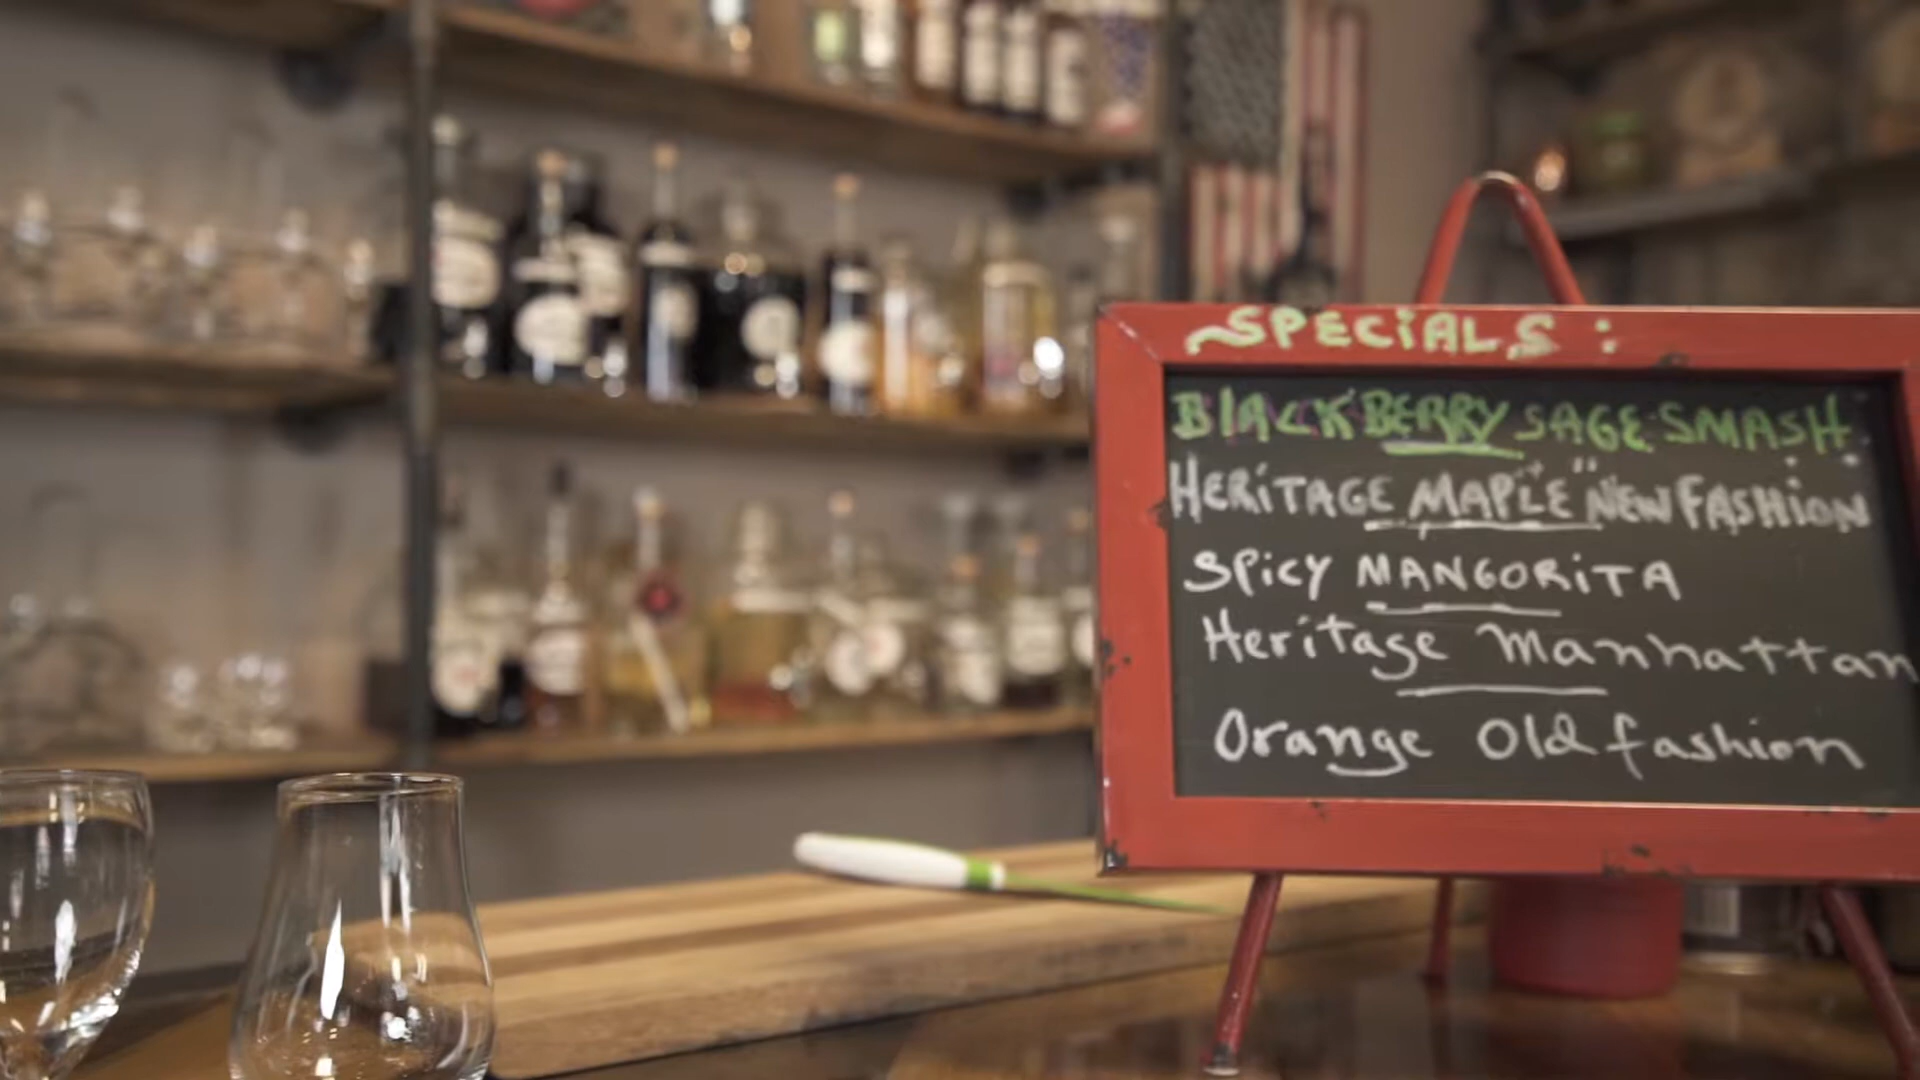 SPECiALS :
BlACKBERRY SAGE SMASH
HERiTAGE MAPLE "NEW FASHiON
SPicy MANGORiTA
Heritage Manhattan
Orange Old fashion